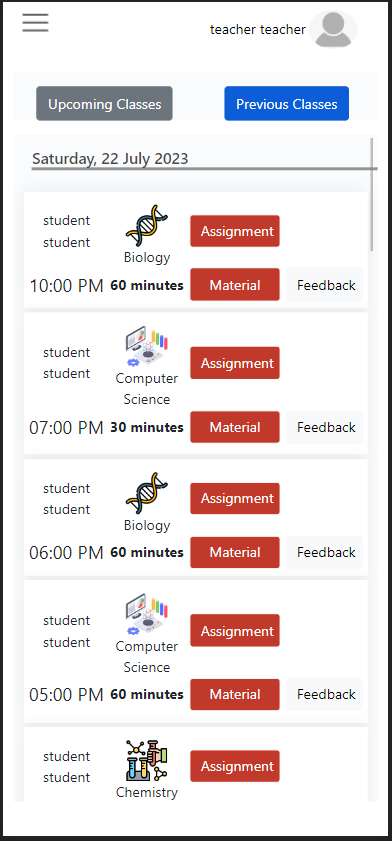 teacher teacher
Upcoming Classes
Previous Classes
Saturday, 22 July 2023
student
student
Biology
Assignment
10:00 PM 60 minutes Material Feedback
student
student
Computer
Science
Assignment
07:00 PM 30 minutes Material Feedback
student
student
Biology
Assignment
06:00 PM 60 minutes Material Feedback
student
student
Computer
Science
Assignment
05:00 PM 60 minutes Material Feedback
student
student
Chemistry
Assignment